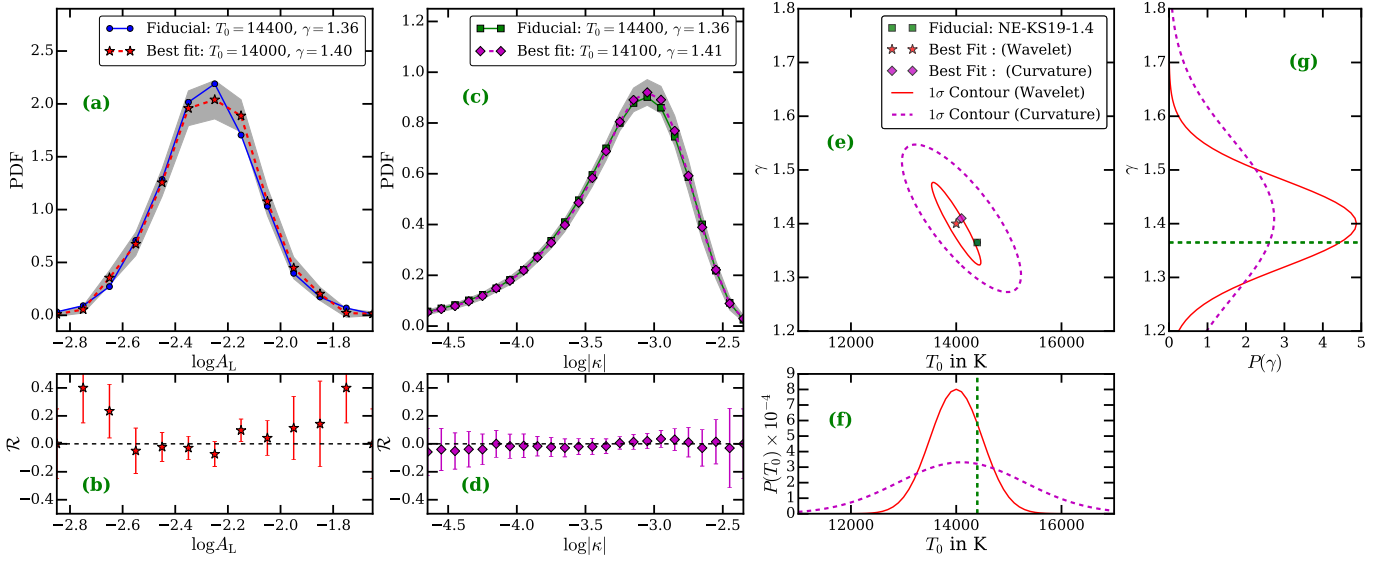 Fiducial: T₀ = 14400, γ = 1.36
Best fit: T₀ = 14000, γ = 1.40
(a)
PDF
0.0
0.5
1.0
1.5
2.0
2.5
−2.8
−2.6
−2.4
−2.2
−2.0
−1.8
logA_L
Fiducial: T₀ = 14400, γ = 1.36
Best fit: T₀ = 14100, γ = 1.41
(c)
PDF
0.0
0.2
0.4
0.6
0.8
1.0
1.2
−4.5
−4.0
−3.5
−3.0
−2.5
log|κ|
Fiducial: NE-KS19-1.4
Best Fit : (Wavelet)
Best Fit : (Curvature)
1σ Contour (Wavelet)
1σ Contour (Curvature)
(e)
γ
1.2
1.3
1.4
1.5
1.6
1.7
1.8
12000
14000
16000
T₀ in K
(g)
γ
1.2
1.3
1.4
1.5
1.6
1.7
1.8
0
1
2
3
4
5
P(γ)
(b)
ℛ
0.4
0.2
0.0
−0.2
−0.4
−2.8
−2.6
−2.4
−2.2
−2.0
−1.8
logA_L
(d)
ℛ
0.4
0.2
0.0
−0.2
−0.4
−4.5
−4.0
−3.5
−3.0
−2.5
log|κ|
(f)
P(T₀) × 10⁻⁴
0
1
2
3
4
5
6
7
8
9
12000
14000
16000
T₀ in K